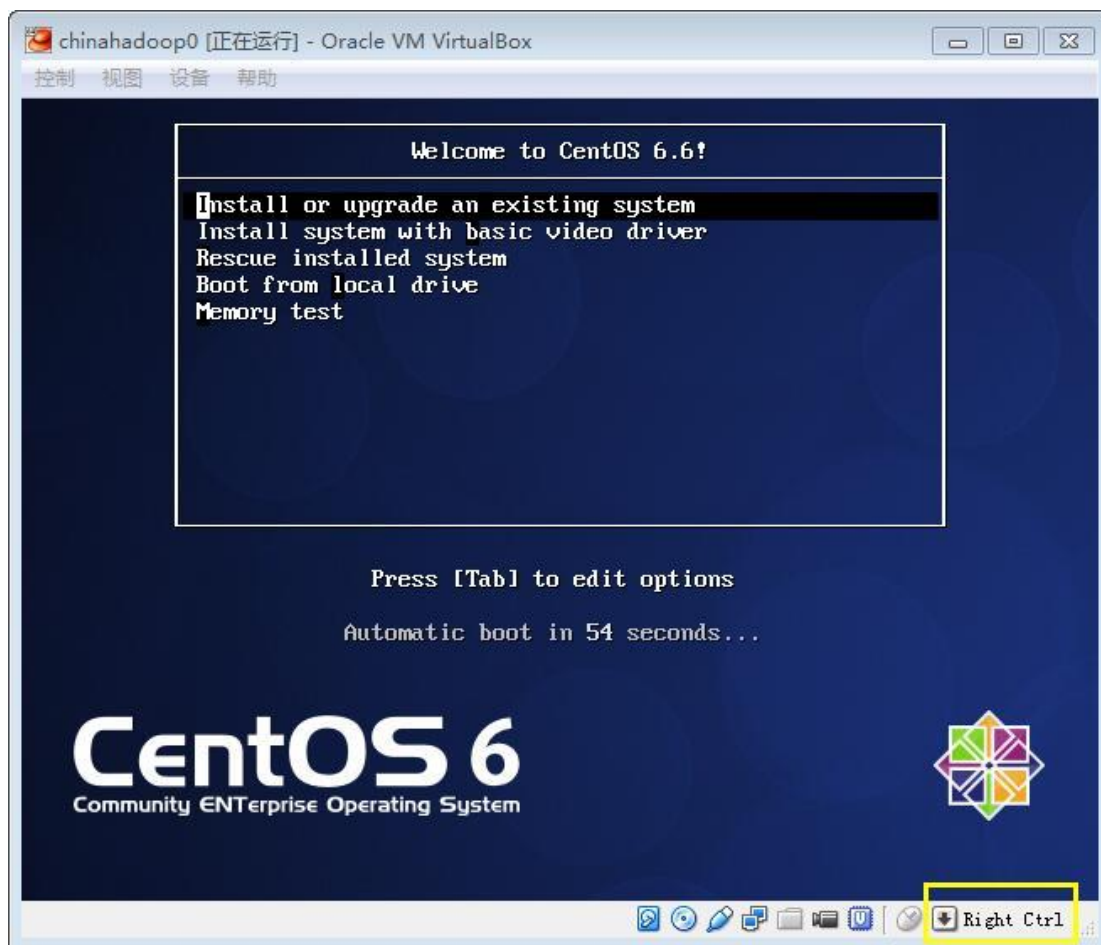 chinahadoop0 [正在运行] - Oracle VM VirtualBox
控制 视图 设备 帮助
Welcome to CentOS 6.6!
Install or upgrade an existing system
Install system with basic video driver
Rescue installed system
Boot from local drive
Memory test
Press [Tab] to edit options
Automatic boot in 54 seconds...
CentOS 6
Community ENTerprise Operating System
Right Ctrl